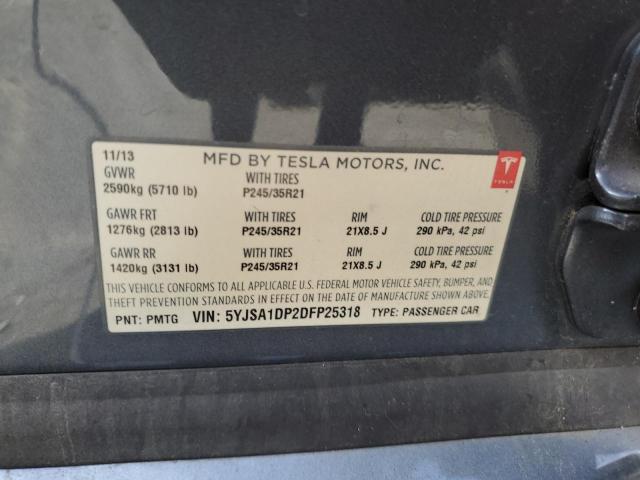 11/13 MFD BY TESLA MOTORS, INC.
GVWR WITH TIRES
2590kg (5710 lb) P245/35R21
GAWR FRT WITH TIRES RIM COLD TIRE PRESSURE
1276kg (2813 lb) P245/35R21 21X8.5 J 290 kPa, 42 psi
GAWR RR WITH TIRES RIM COLD TIRE PRESSURE
1420kg (3131 lb) P245/35R21 21X8.5 J 290 kPa, 42 psi
THIS VEHICLE CONFORMS TO ALL APPLICABLE U.S. FEDERAL MOTOR VEHICLE SAFETY, BUMPER, AND
THEFT PREVENTION STANDARDS IN EFFECT ON THE DATE OF MANUFACTURE SHOWN ABOVE.
PNT: PMTG VIN: 5YJSA1DP2DFP25318 TYPE: PASSENGER CAR
TESLA